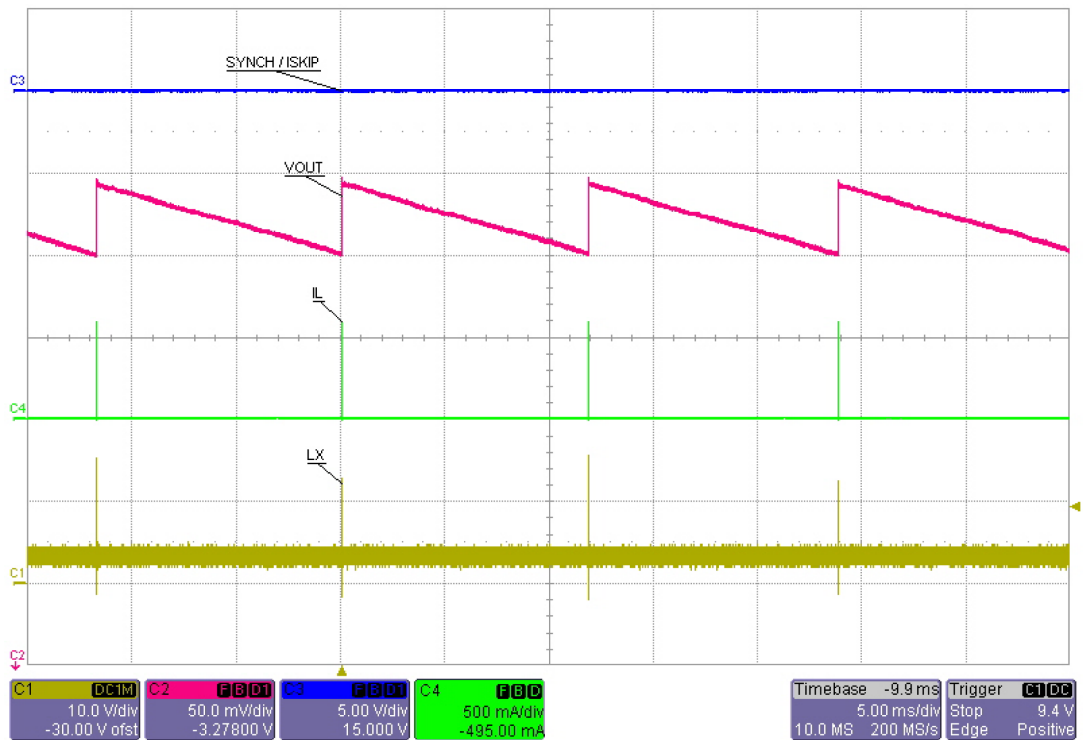 SYNCH / ISKIP
C3
VOUT
IL
C4
LX
C1
C2
C1 DC1M
10.0 V/div
-30.00 V ofst
C2 F B D1
50.0 mV/div
-3.27800 V
C3 F B D1
5.00 V/div
15.000 V
C4 F B D
500 mA/div
-495.00 mA
Timebase -9.9 ms
5.00 ms/div
10.0 MS 200 MS/s
Trigger C1 DC
Stop 9.4 V
Edge Positive